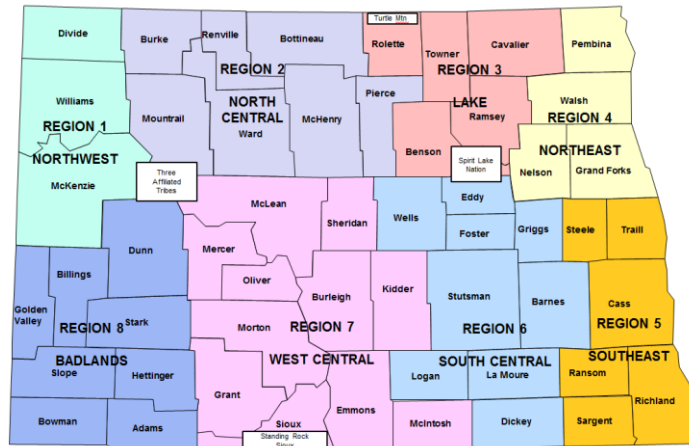 Turtle Mtn
Divide
Burke
Renville
Bottineau
Rolette
Towner
Cavalier
Pembina
REGION 2
REGION 3
Williams
REGION 1
Mountrail
NORTH
CENTRAL
Ward
McHenry
Pierce
LAKE
Ramsey
Walsh
REGION 4
NORTHWEST
McKenzie
Three
Affiliated
Tribes
Benson
Spirit Lake
Nation
NORTHEAST
Nelson
Grand Forks
McLean
Sheridan
Wells
Eddy
Foster
Griggs
Steele
Traill
Dunn
Mercer
Oliver
Billings
Golden
Valley
REGION 8
Stark
Burleigh
Kidder
Stutsman
Barnes
Cass
Morton
REGION 7
REGION 6
REGION 5
BADLANDS
Slope
Hettinger
WEST CENTRAL
SOUTH CENTRAL
SOUTHEAST
Grant
Logan
La Moure
Ransom
Richland
Bowman
Adams
Sioux
Emmons
McIntosh
Dickey
Sargent
Standing Rock
Sioux